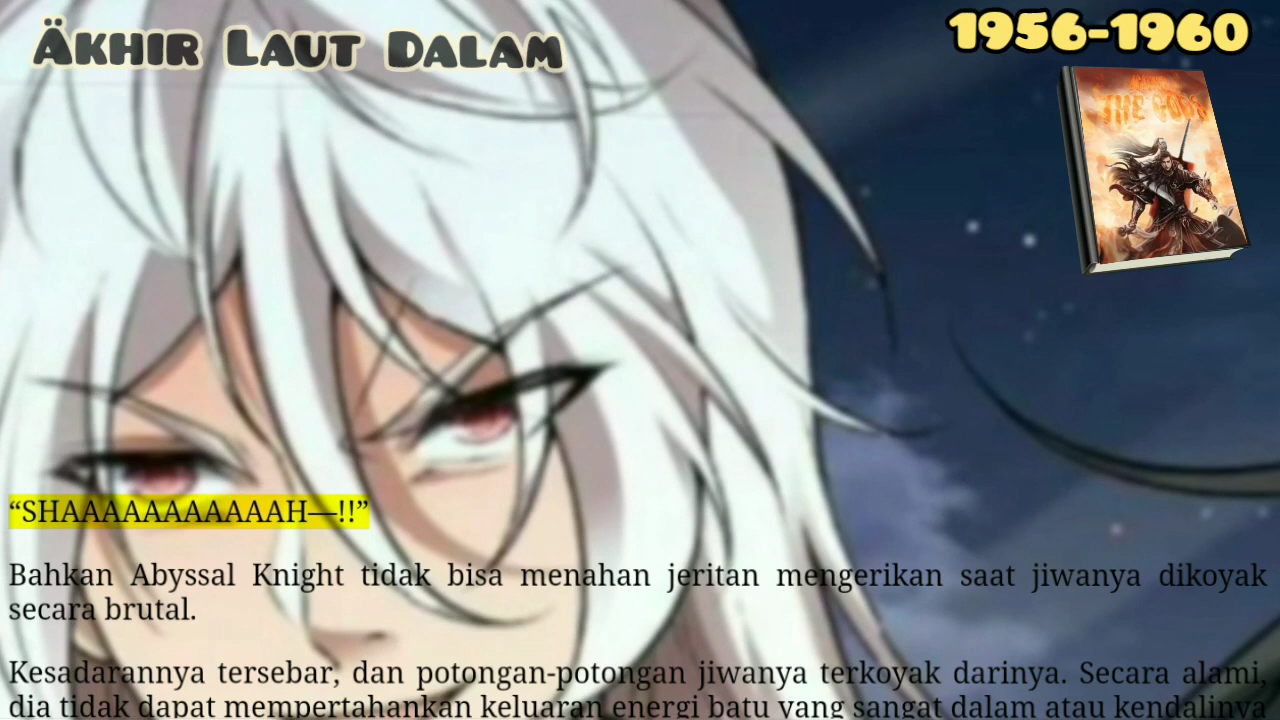 Äkhir Laut Dalam
1956-1960
THE GODS
“SHAAAAAAAAAAAH—!!”
Bahkan Abyssal Knight tidak bisa menahan jeritan mengerikan saat jiwanya dikoyak
secara brutal.
Kesadarannya tersebar, dan potongan-potongan jiwanya terkoyak darinya. Secara alami,
dia tidak dapat mempertahankan keluaran energi batu yang sangat dalam atau kendalinya